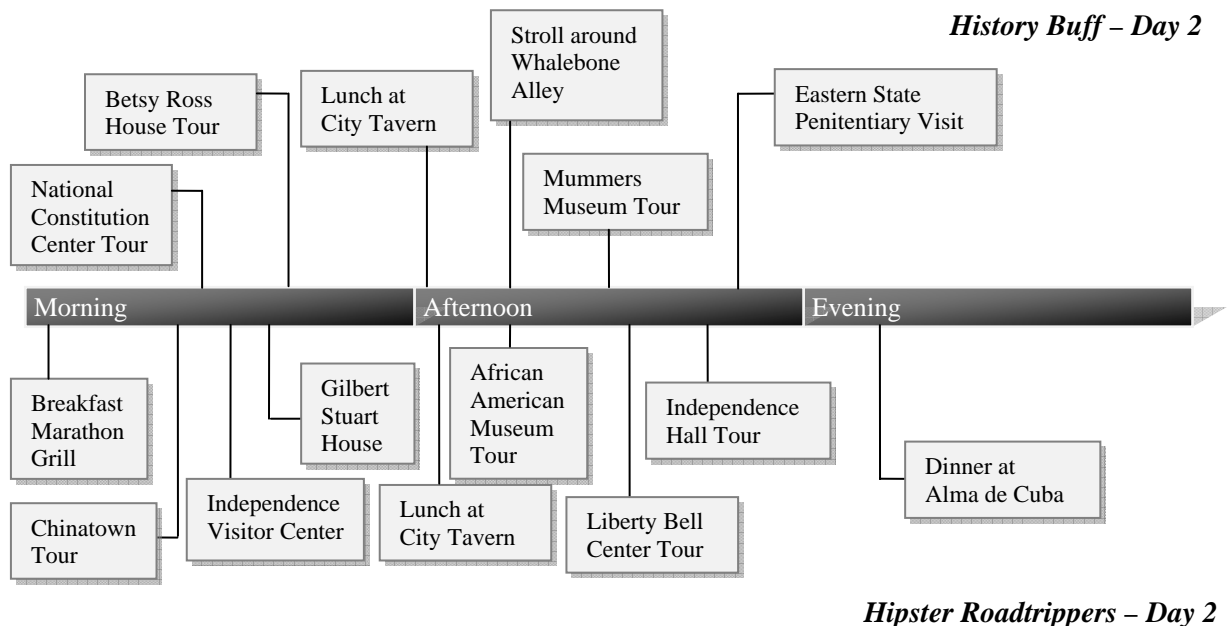 History Buff – Day 2
Betsy Ross
House Tour
Lunch at
City Tavern
Stroll around
Whalebone
Alley
Eastern State
Penitentiary Visit
National
Constitution
Center Tour
Mummers
Museum Tour
Morning
Afternoon
Evening
Breakfast
Marathon
Grill
Gilbert
Stuart
House
African
American
Museum
Tour
Independence
Hall Tour
Dinner at
Alma de Cuba
Chinatown
Tour
Independence
Visitor Center
Lunch at
City Tavern
Liberty Bell
Center Tour
Hipster Roadtrippers – Day 2